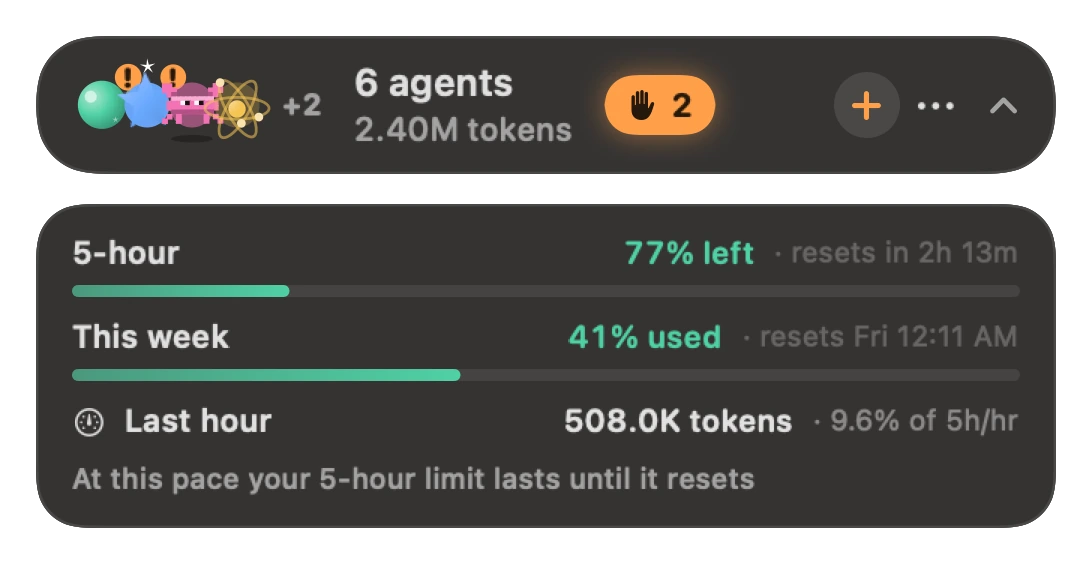 +2
6 agents
2.40M tokens
2
5-hour 77% left · resets in 2h 13m
This week 41% used · resets Fri 12:11 AM
Last hour 508.0K tokens · 9.6% of 5h/hr
At this pace your 5-hour limit lasts until it resets